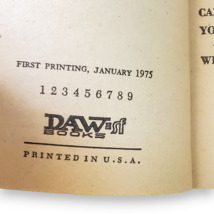 FIRST PRINTING, JANUARY 1975
1 2 3 4 5 6 7 8 9
DAW=sf
BOOKS
PRINTED IN U.S.A.
CA
YO
W